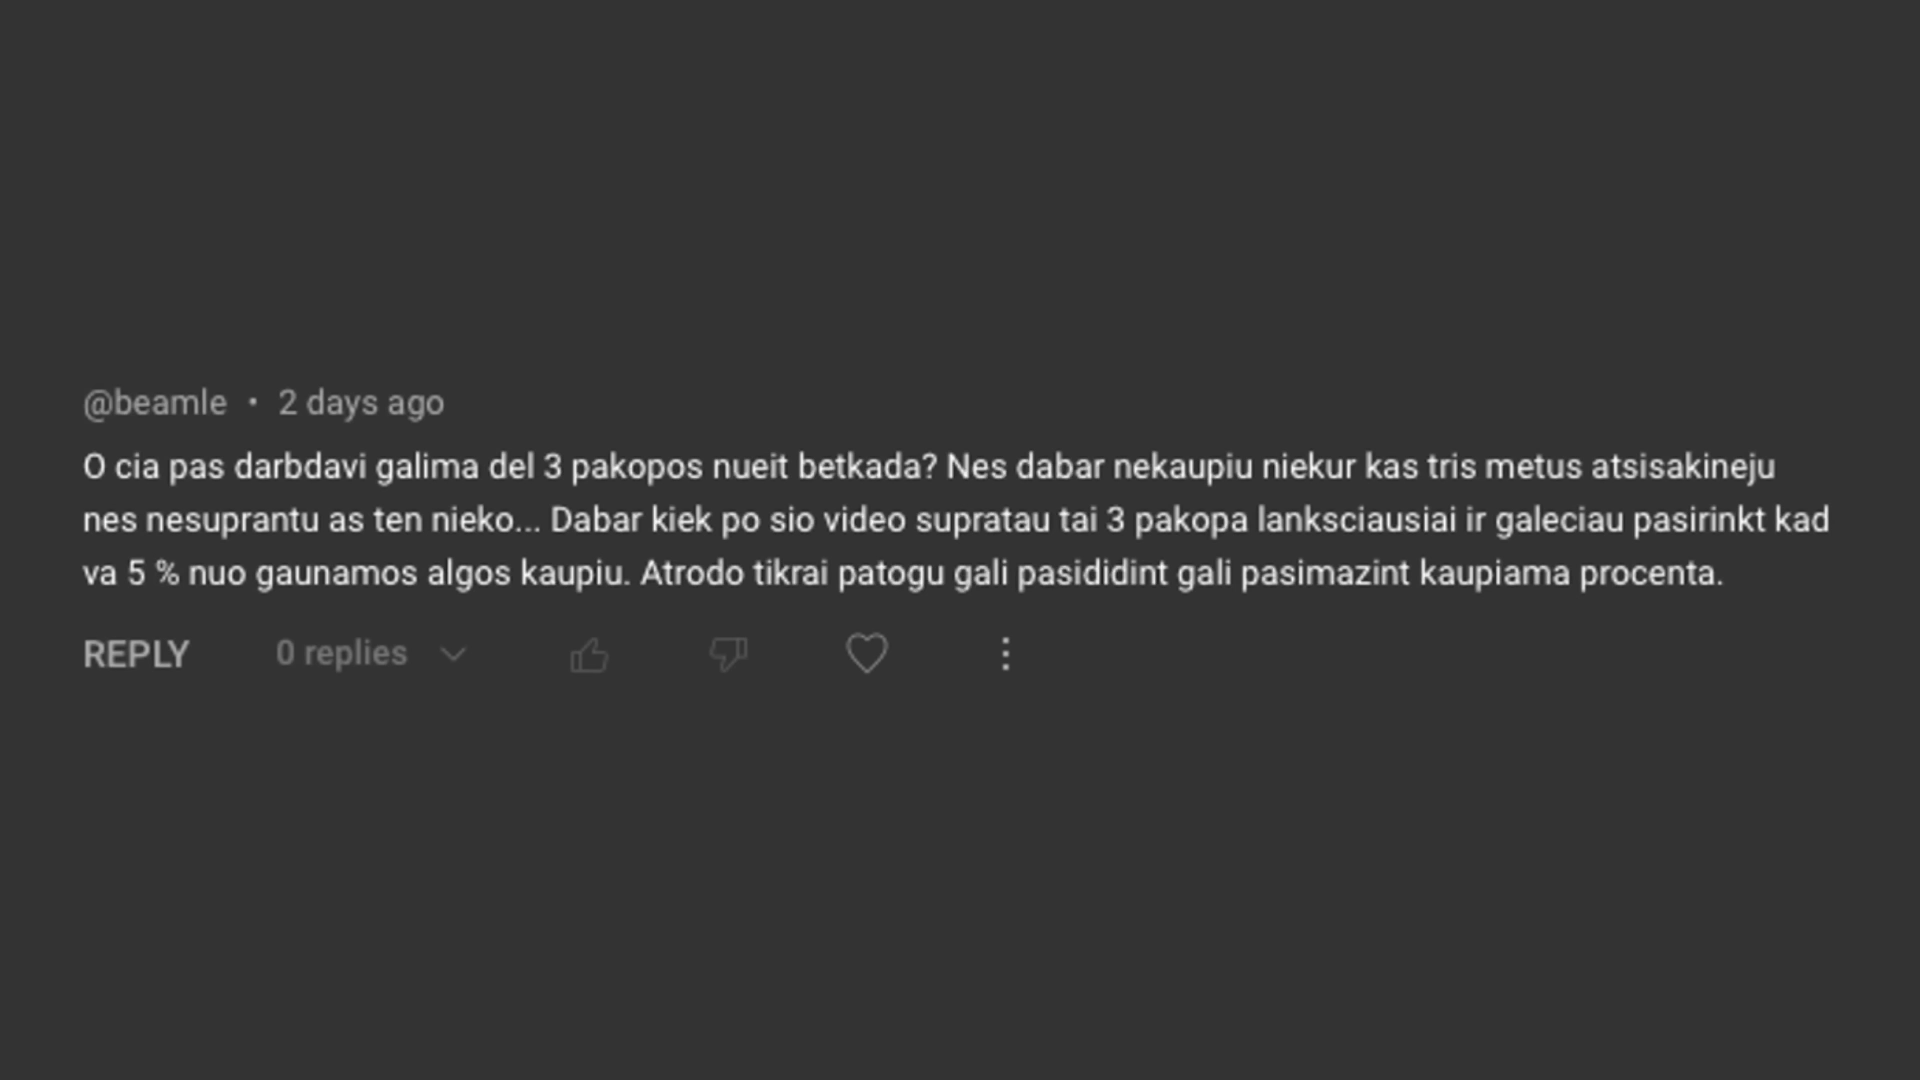 @beamle • 2 days ago
O cia pas darbdavi galima del 3 pakopos nueit betkada? Nes dabar nekaupiu niekur kas tris metus atsisakineju
nes nesuprantu as ten nieko... Dabar kiek po sio video supratau tai 3 pakopa lanksciausiai ir galeciau pasirinkt kad
va 5 % nuo gaunamos algos kaupiu. Atrodo tikrai patogu gali pasididint gali pasimazint kaupiama procenta.
REPLY 0 replies